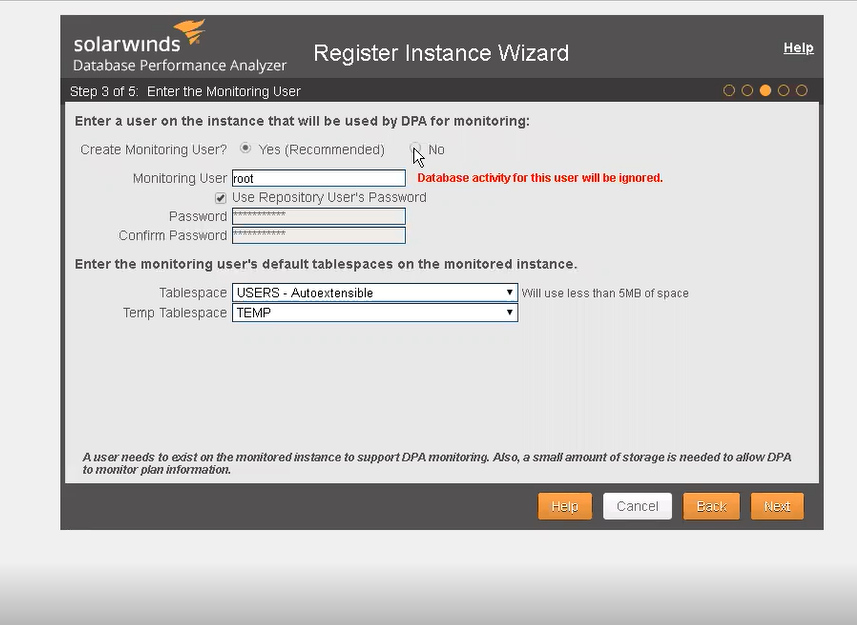 solarwinds
Database Performance Analyzer
Register Instance Wizard
Help
Step 3 of 5: Enter the Monitoring User
Enter a user on the instance that will be used by DPA for monitoring:
Create Monitoring User? Yes (Recommended) No
Monitoring User root Database activity for this user will be ignored.
Use Repository User's Password
Password ***********
Confirm Password ***********
Enter the monitoring user's default tablespaces on the monitored instance.
Tablespace USERS - Autoextensible Will use less than 5MB of space
Temp Tablespace TEMP
A user needs to exist on the monitored instance to support DPA monitoring. Also, a small amount of storage is needed to allow DPA
to monitor plan information.
Help Cancel Back Next